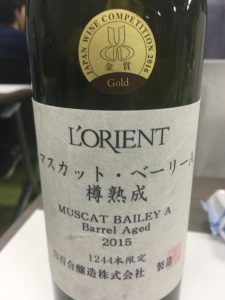 JAPAN WINE COMPETITION 2016
金賞
Gold
L'ORIENT
マスカット・ベーリー
樽熟成
MUSCAT BAILEY A
Barrel Aged
2015
1244本限定
白百合醸造株式会社 製造